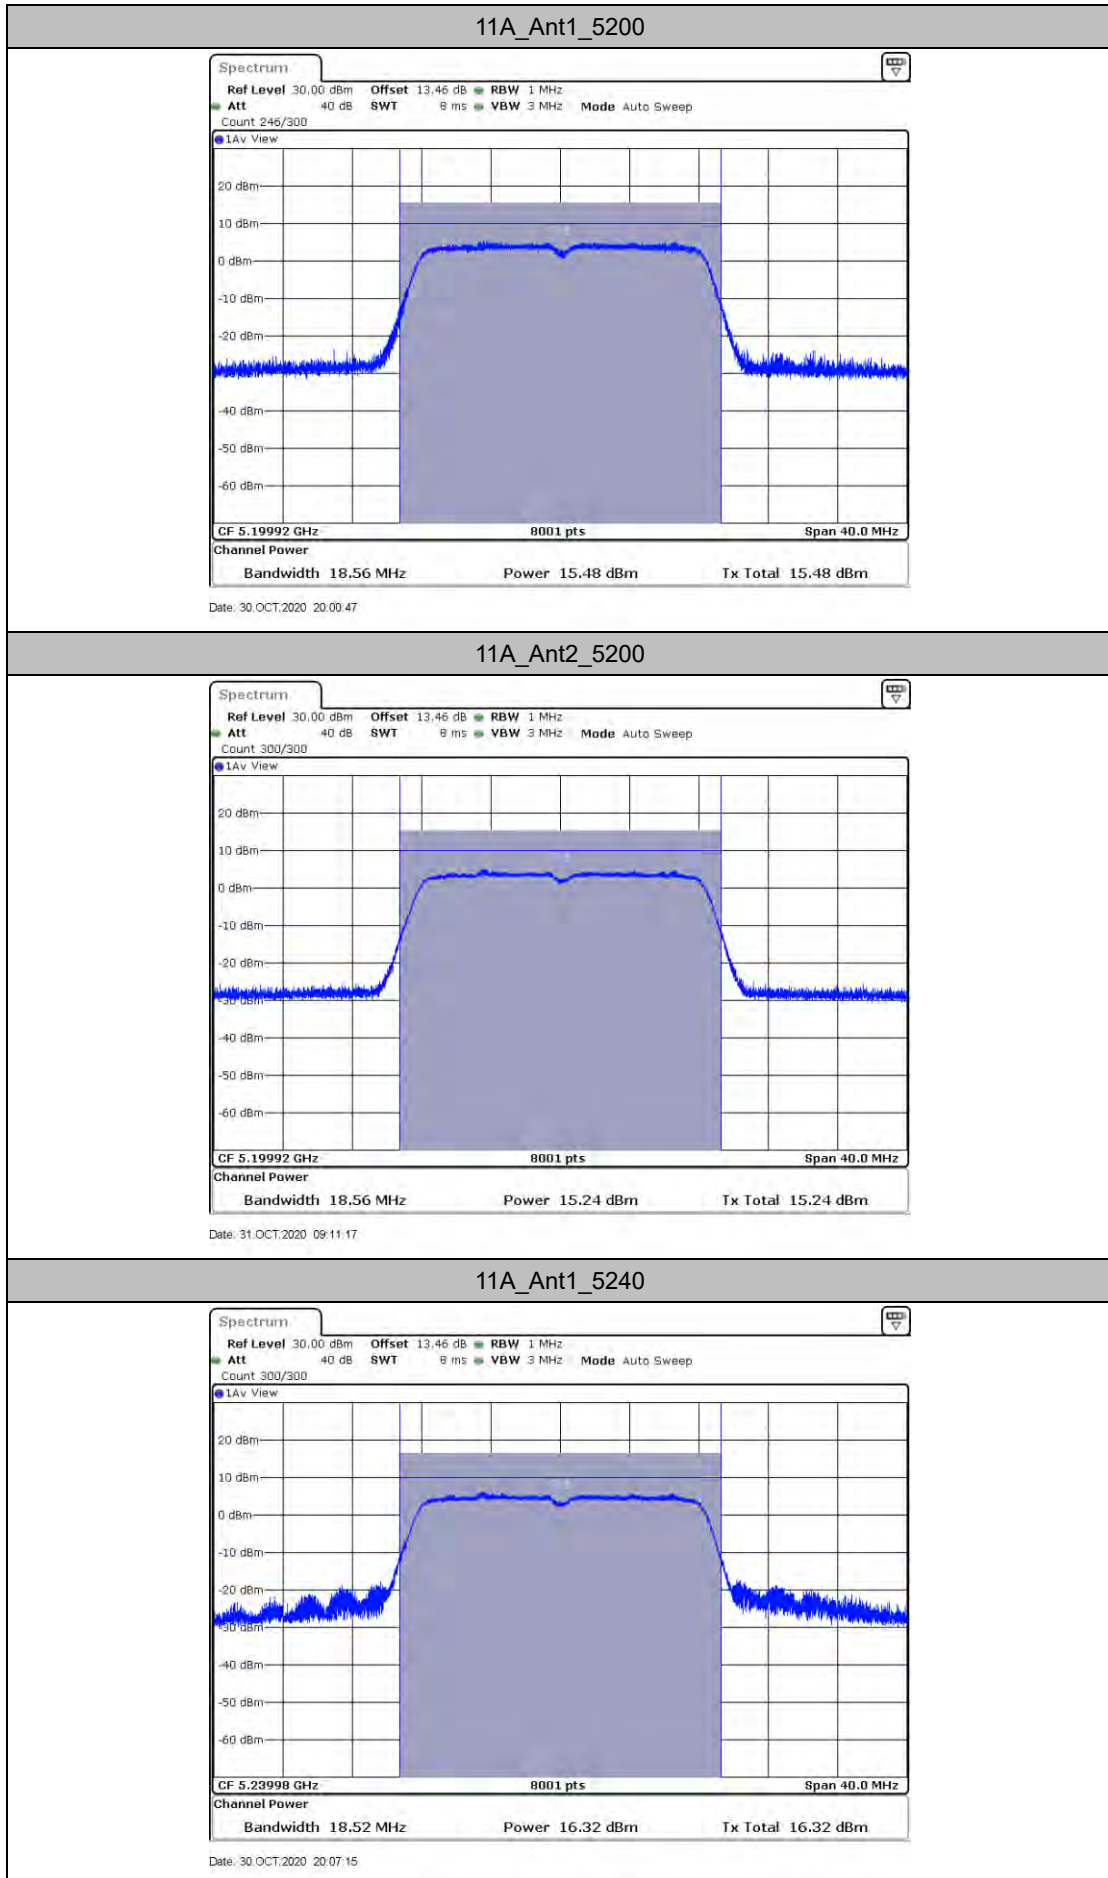 11A_Ant1_5200
Spectrum
Ref Level 30.00 dBm Offset 13.46 dB RBW 1 MHz
Att 40 dB SWT 8 ms VBW 3 MHz Mode Auto Sweep
Count 246/300
1Av View
20 dBm
10 dBm
0 dBm
-10 dBm
-20 dBm
-40 dBm
-50 dBm
-60 dBm
CF 5.19992 GHz 8001 pts Span 40.0 MHz
Channel Power
Bandwidth 18.56 MHz Power 15.48 dBm Tx Total 15.48 dBm
Date: 30.OCT.2020 20:00:47
11A_Ant2_5200
Spectrum
Ref Level 30.00 dBm Offset 13.46 dB RBW 1 MHz
Att 40 dB SWT 8 ms VBW 3 MHz Mode Auto Sweep
Count 300/300
1Av View
20 dBm
10 dBm
0 dBm
-10 dBm
-20 dBm
-30 dBm
-40 dBm
-50 dBm
-60 dBm
CF 5.19992 GHz 8001 pts Span 40.0 MHz
Channel Power
Bandwidth 18.56 MHz Power 15.24 dBm Tx Total 15.24 dBm
Date: 31.OCT.2020 09:11:17
11A_Ant1_5240
Spectrum
Ref Level 30.00 dBm Offset 13.46 dB RBW 1 MHz
Att 40 dB SWT 8 ms VBW 3 MHz Mode Auto Sweep
Count 300/300
1Av View
20 dBm
10 dBm
0 dBm
-10 dBm
-20 dBm
-30 dBm
-40 dBm
-50 dBm
-60 dBm
CF 5.23998 GHz 8001 pts Span 40.0 MHz
Channel Power
Bandwidth 18.52 MHz Power 16.32 dBm Tx Total 16.32 dBm
Date: 30.OCT.2020 20:07:15